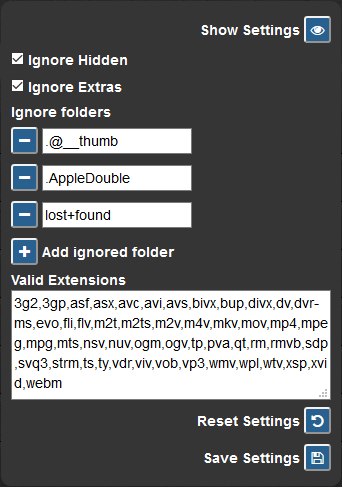 Show Settings
Ignore Hidden
Ignore Extras
Ignore folders
.@__thumb
.AppleDouble
lost+found
Add ignored folder
Valid Extensions
3g2,3gp,asf,asx,avc,avi,avs,bivx,bup,divx,dv,dvr-
ms,evo,fli,flv,m2t,m2ts,m2v,m4v,mkv,mov,mp4,mpe
g,mpg,mts,nsv,nuv,ogm,ogv,tp,pva,qt,rm,rmvb,sdp
,svq3,strm,ts,ty,vdr,viv,vob,vp3,wmv,wpl,wtv,xsp,xvi
d,webm
Reset Settings
Save Settings